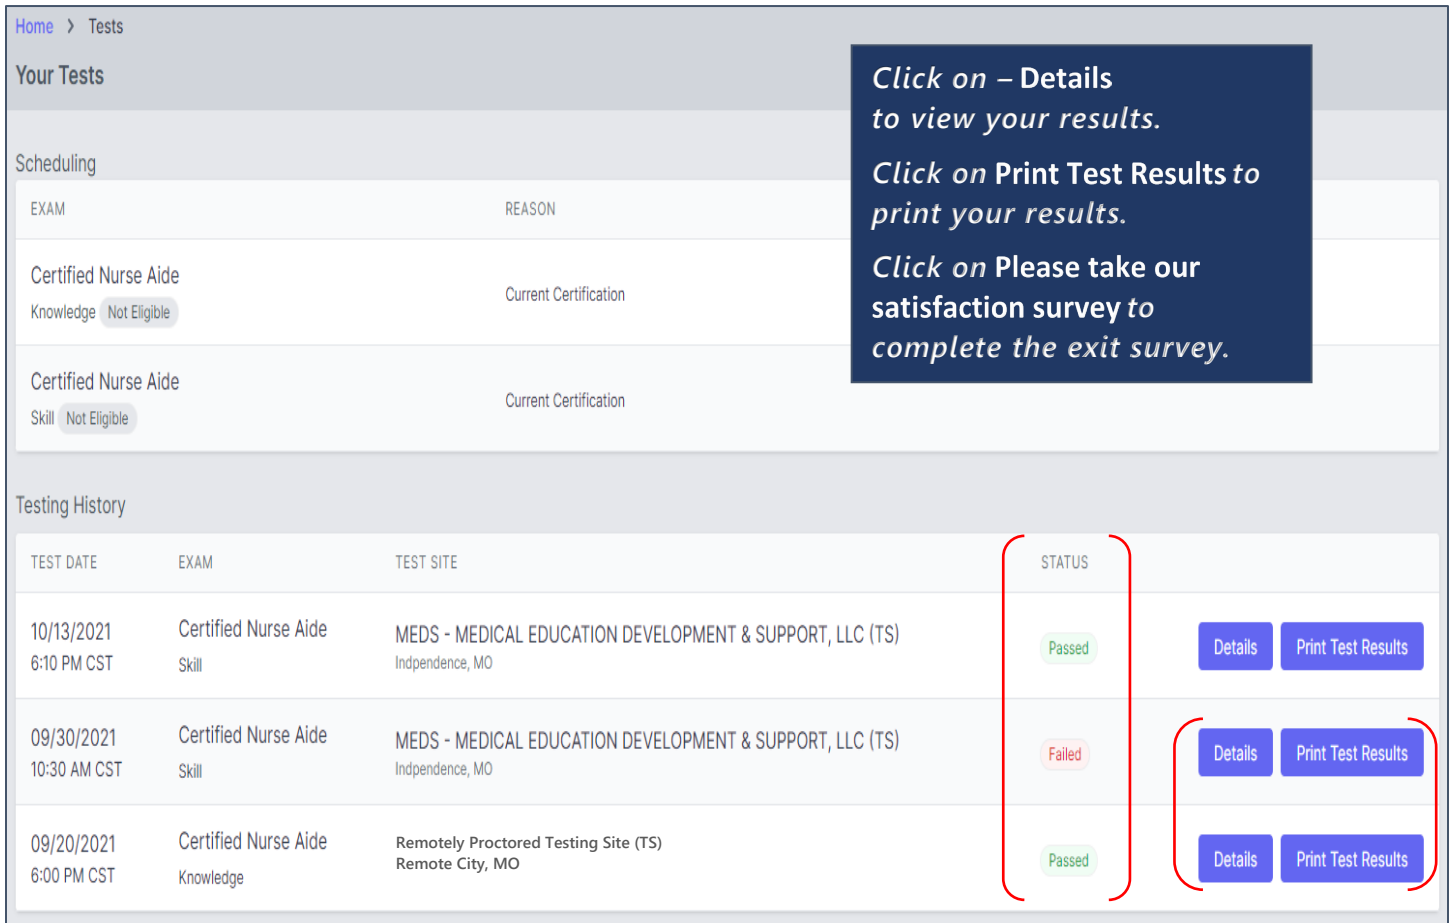 Home > Tests
Your Tests
Click on – Details
to view your results.
Click on Print Test Results to
print your results.
Click on Please take our
satisfaction survey to
complete the exit survey.
Scheduling
EXAM REASON
Certified Nurse Aide
Knowledge Not Eligible
Current Certification
Certified Nurse Aide
Skill Not Eligible
Current Certification
Testing History
TEST DATE EXAM TEST SITE STATUS
10/13/2021 Certified Nurse Aide MEDS - MEDICAL EDUCATION DEVELOPMENT & SUPPORT, LLC (TS) Passed Details Print Test Results
6:10 PM CST Skill Indpendence, MO
09/30/2021 Certified Nurse Aide MEDS - MEDICAL EDUCATION DEVELOPMENT & SUPPORT, LLC (TS) Failed Details Print Test Results
10:30 AM CST Skill Indpendence, MO
09/20/2021 Certified Nurse Aide Remotely Proctored Testing Site (TS) Passed Details Print Test Results
6:00 PM CST Knowledge Remote City, MO